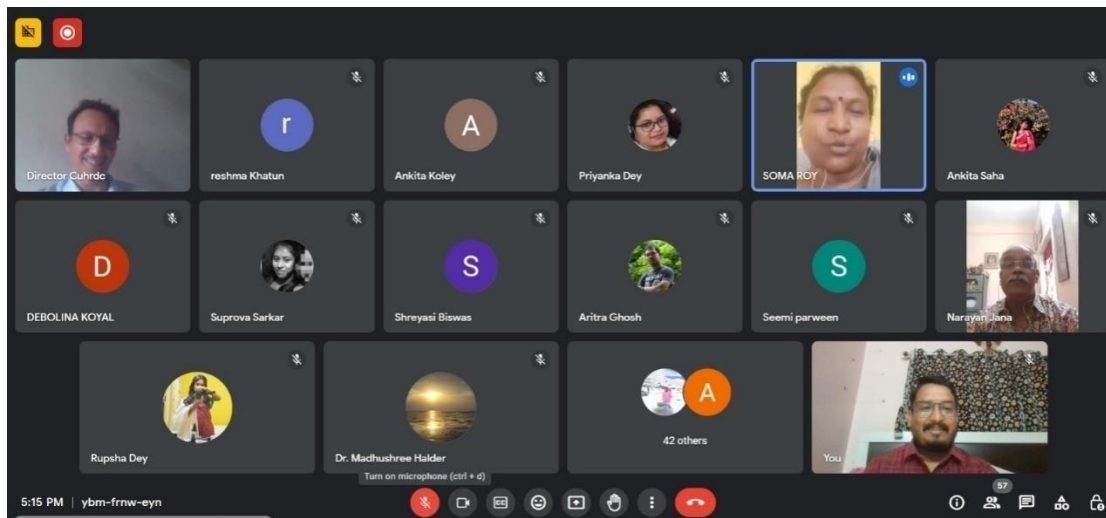 Director Cuhrdc
r
reshma Khatun
A
Ankita Koley
Priyanka Dey
SOMA ROY
Ankita Saha
D
DEBOLINA KOYAL
Suprova Sarkar
S
Shreyasi Biswas
Aritra Ghosh
S
Seemi parween
Narayan Jana
Rupsha Dey
Dr. Madhushree Halder
A
42 others
You
Turn on microphone (ctrl + d)
5:15 PM | ybm-frnw-eyn
CC
57